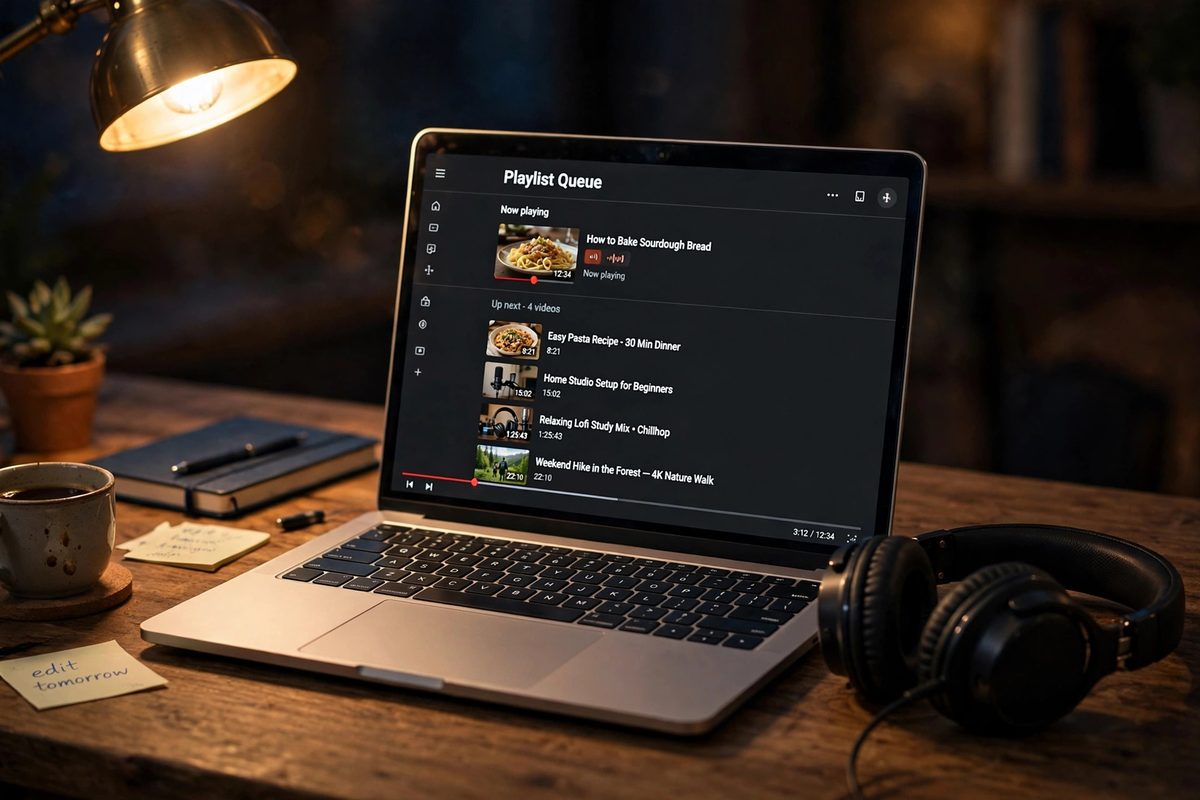 Playlist Queue
Now playing
12:34
How to Bake Sourdough Bread
Now playing
Up next - 4 videos
8:21
Easy Pasta Recipe - 30 Min Dinner
8:21
15:02
Home Studio Setup for Beginners
15:02
1:25:43
Relaxing Lofi Study Mix • Chillhop
1:25:43
22:10
Weekend Hike in the Forest — 4K Nature Walk
22:10
3:12 / 12:34
edit
tomorrow